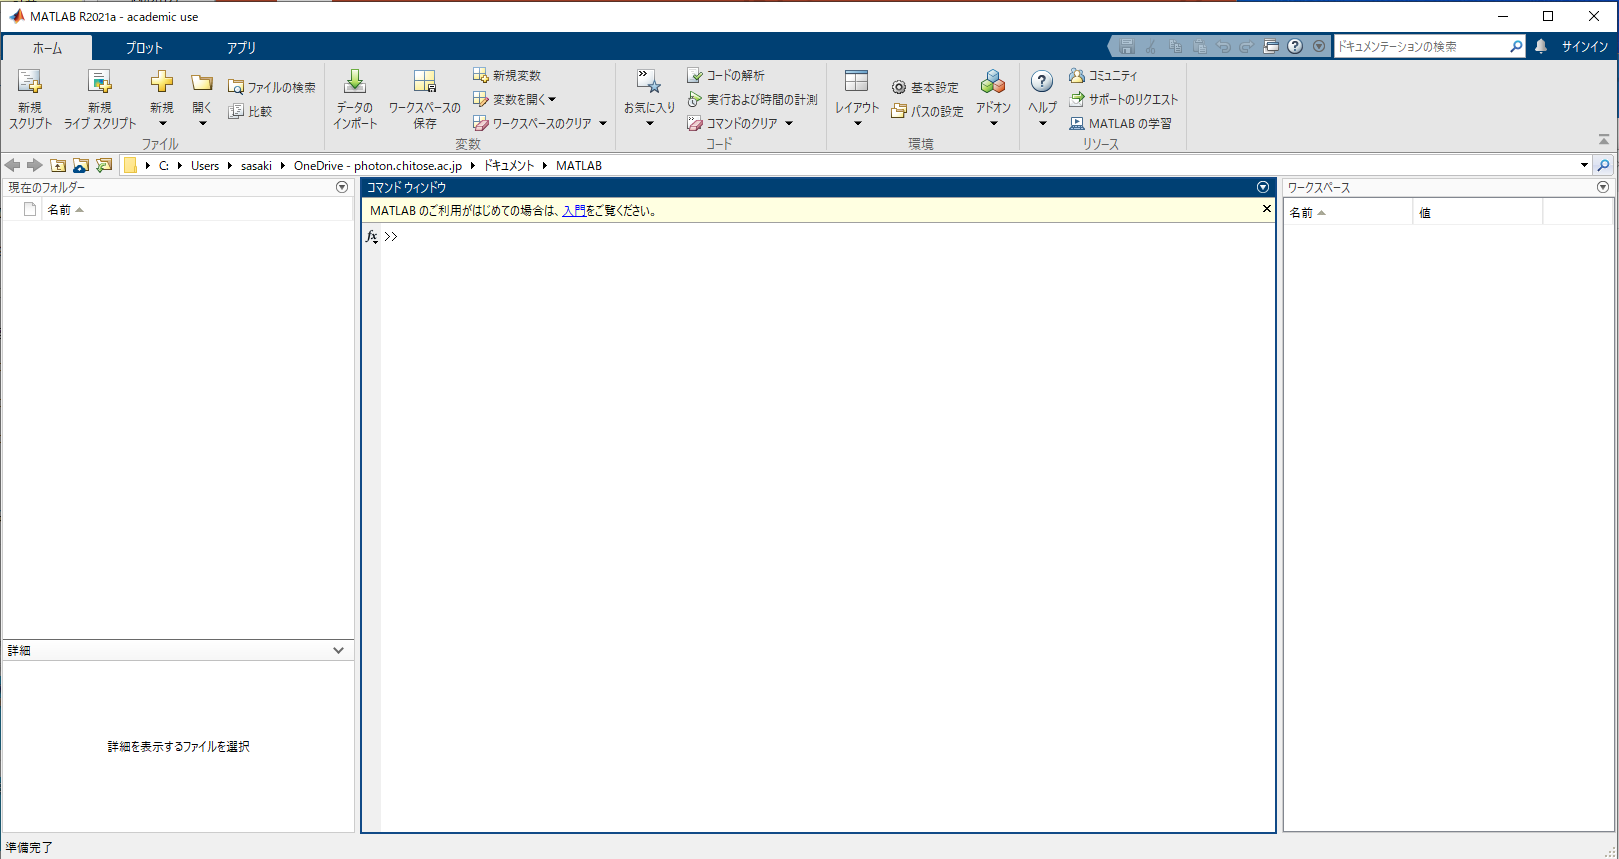 MATLAB R2021a - academic use
ホーム プロット アプリ ドキュメンテーションの検索 サインイン
新規 スクリプト
新規 ライブ スクリプト
新規
開く
ファイルの検索
比較
ファイル
データの インポート
ワークスペースの 保存
新規変数
変数を開く
ワークスペースのクリア
変数
お気に入り
コードの解析
実行および時間の計測
コマンドのクリア
コード
レイアウト
基本設定
パスの設定
アドオン
環境
ヘルプ
コミュニティ
サポートのリクエスト
MATLAB の学習
リソース
C: Users sasaki OneDrive - photon.chitose.ac.jp ドキュメント MATLAB
現在のフォルダー
名前
コマンド ウィンドウ
MATLAB のご利用がはじめての場合は、入門をご覧ください。
fx >>
ワークスペース
名前 値
詳細
詳細を表示するファイルを選択
準備完了